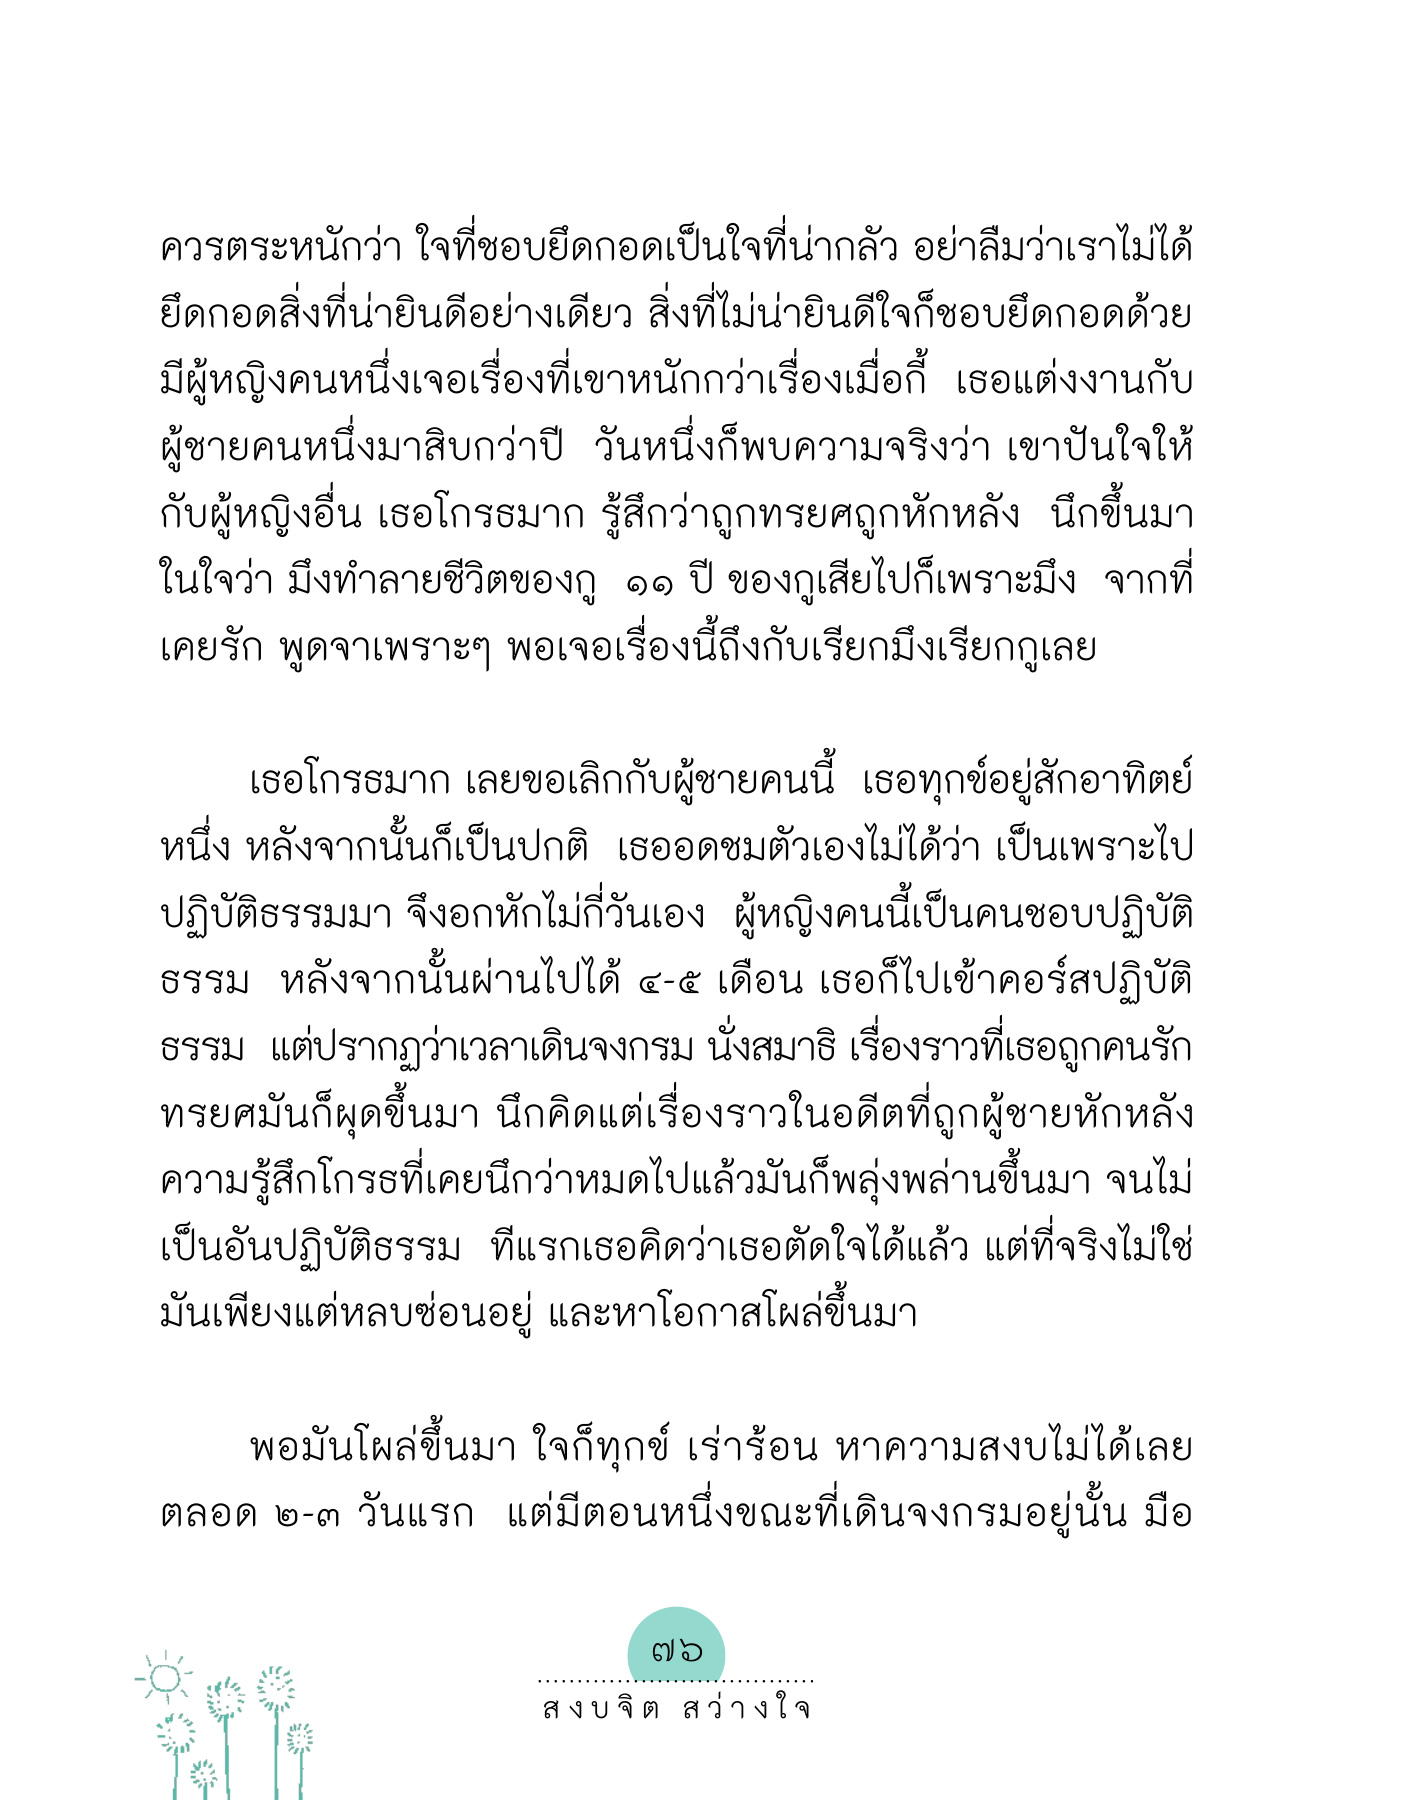 ควรตระหนักว่า ใจที่ชอบยึดกอดเป็นใจที่น่ากลัว อย่าลืมว่าเราไม่ได้
ยึดกอดสิ่งที่น่ายินดีอย่างเดียว สิ่งที่ไม่น่ายินดีใจก็ชอบยึดกอดด้วย
มีผู้หญิงคนหนึ่งเจอเรื่องที่เขาหนักกว่าเรื่องเมื่อกี้ เธอแต่งงานกับ
ผู้ชายคนหนึ่งมาสิบกว่าปี วันหนึ่งก็พบความจริงว่า เขาปันใจให้
กับผู้หญิงอื่น เธอโกรธมาก รู้สึกว่าถูกทรยศถูกหักหลัง นึกขึ้นมา
ในใจว่า มึงทำลายชีวิตของกู ๑๑ ปี ของกูเสียไปก็เพราะมึง จากที่
เคยรัก พูดจาเพราะๆ พอเจอเรื่องนี้ถึงกับเรียกมึงเรียกกูเลย
เธอโกรธมาก เลยขอเลิกกับผู้ชายคนนี้ เธอทุกข์อยู่สักอาทิตย์
หนึ่ง หลังจากนั้นก็เป็นปกติ เธออดชมตัวเองไม่ได้ว่า เป็นเพราะไป
ปฏิบัติธรรมมา จึงอกหักไม่กี่วันเอง ผู้หญิงคนนี้เป็นคนชอบปฏิบัติ
ธรรม หลังจากนั้นผ่านไปได้ ๔-๕ เดือน เธอก็ไปเข้าคอร์สปฏิบัติ
ธรรม แต่ปรากฏว่าเวลาเดินจงกรม นั่งสมาธิ เรื่องราวที่เธอถูกคนรัก
ทรยศมันก็ผุดขึ้นมา นึกคิดแต่เรื่องราวในอดีตที่ถูกผู้ชายหักหลัง
ความรู้สึกโกรธที่เคยนึกว่าหมดไปแล้วมันก็พลุ่งพล่านขึ้นมา จนไม่
เป็นอันปฏิบัติธรรม ทีแรกเธอคิดว่าเธอตัดใจได้แล้ว แต่ที่จริงไม่ใช่
มันเพียงแต่หลบซ่อนอยู่ และหาโอกาสโผล่ขึ้นมา
พอมันโผล่ขึ้นมา ใจก็ทุกข์ เร่าร้อน หาความสงบไม่ได้เลย
ตลอด ๒-๓ วันแรก แต่มีตอนหนึ่งขณะที่เดินจงกรมอยู่นั้น มือ
๗๖
สงบจิต สว่างใจ